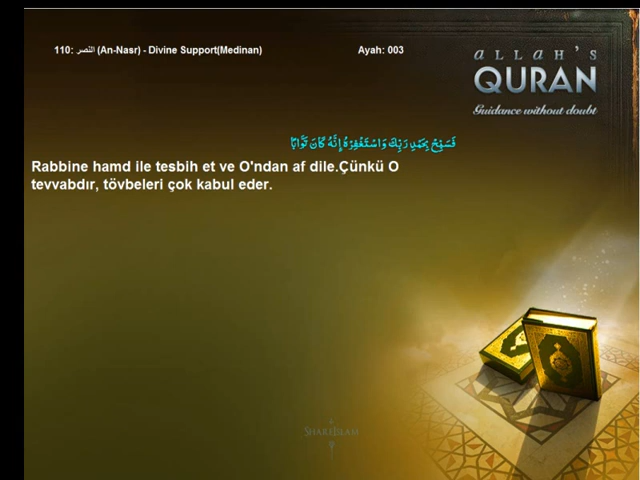 110: النصر (An-Nasr) - Divine Support(Medinan) Ayah: 003
ALLAH'S
QURAN
Guidance without doubt
فَسَبِّحْ بِحَمْدِ رَبِّكَ وَاسْتَغْفِرْهُ إِنَّهُ كَانَ تَوَّابًا
Rabbine hamd ile tesbih et ve O'ndan af dile.Çünkü O
tevvabdır, tövbeleri çok kabul eder.
SHAREISLAM